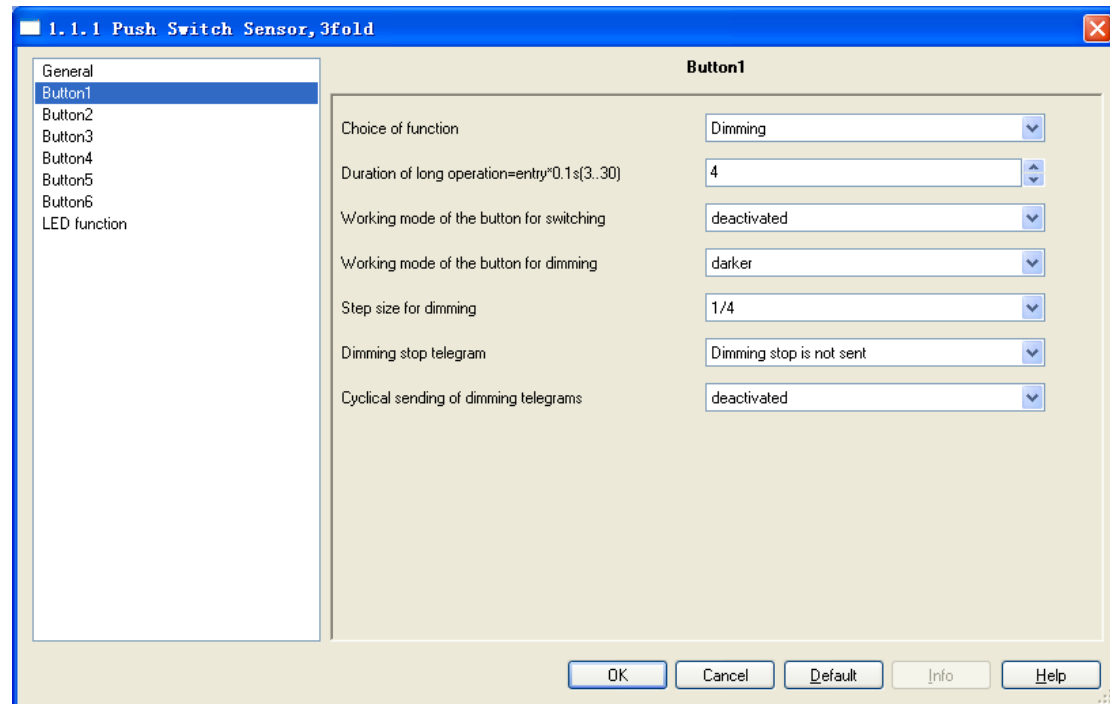 1.1.1 Push Switch Sensor,3fold
General
Button1
Button2
Button3
Button4
Button5
Button6
LED function
Button1
Choice of function Dimming
Duration of long operation=entry*0.1s(3..30) 4
Working mode of the button for switching deactivated
Working mode of the button for dimming darker
Step size for dimming 1/4
Dimming stop telegram Dimming stop is not sent
Cyclical sending of dimming telegrams deactivated
OK Cancel Default Info Help